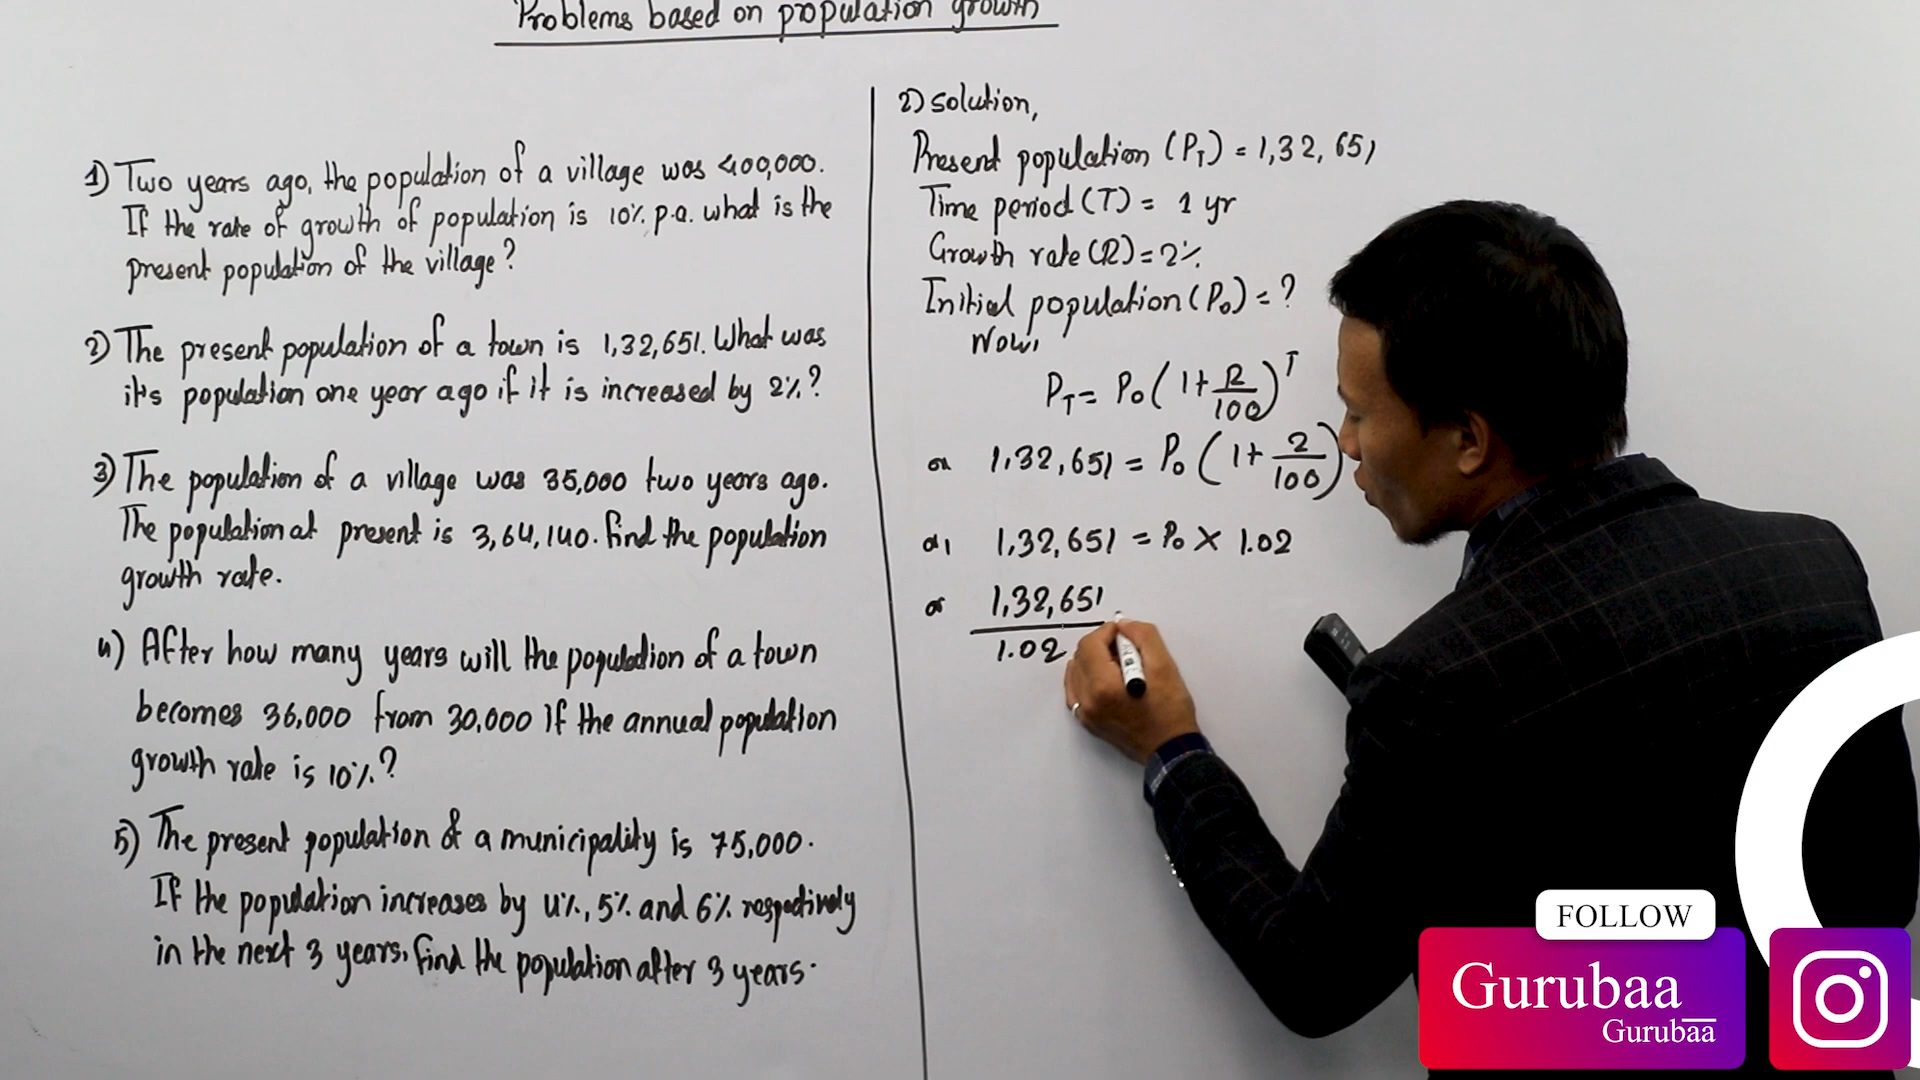 Problems based on population growth
1) Two years ago, the population of a village was 400,000.
If the rate of growth of population is 10% p.a. what is the
present population of the village?
2) The present population of a town is 1,32,651. What was
it's population one year ago if it is increased by 2%?
3) The population of a village was 35,000 two years ago.
The population at present is 3,64,140. find the population
growth rate.
4) After how many years will the population of a town
becomes 36,000 from 30,000 if the annual population
growth rate is 10%?
5) The present population of a municipality is 75,000.
If the population increases by 4%, 5% and 6% respectively
in the next 3 years, find the population after 3 years.
2) Solution,
Present population (P_T) = 1,32,651
Time period (T) = 1 yr
Growth rate (R) = 2%
Initial population (P_0) = ?
Now,
P_T = P_0 (1 + R/100)^T
or 1,32,651 = P_0 (1 + 2/100)
or, 1,32,651 = P_0 × 1.02
or 1,32,651
1.02
FOLLOW
Gurubaa
Gurubaa